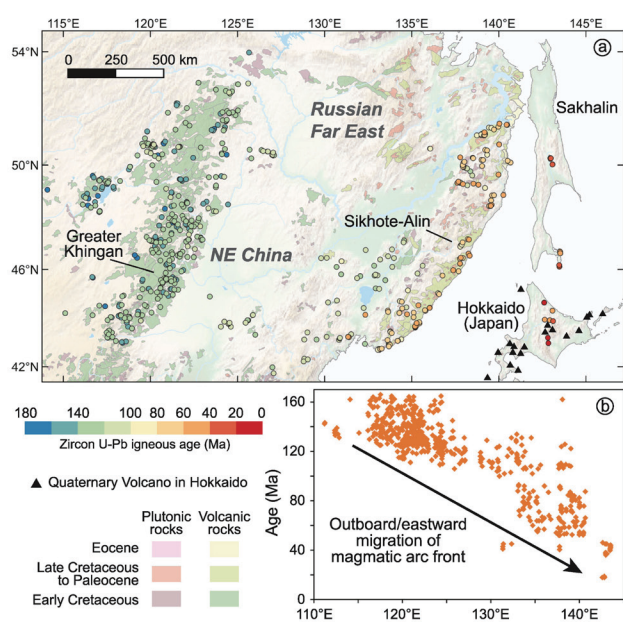 115°E 120°E 125°E 130°E 135°E 140°E 145°E
54°N
50°N
46°N
42°N
0 250 500 km
a
Russian
Far East
Sakhalin
Sikhote-Alin
Greater
Khingan
NE China
Hokkaido
(Japan)
180 140 100 80 60 40 20 0
Zircon U-Pb igneous age (Ma)
Quaternary Volcano in Hokkaido
Plutonic rocks
Volcanic rocks
Eocene
Late Cretaceous
to Paleocene
Early Cretaceous
b
160
120
80
40
0
Age (Ma)
Outboard/eastward
migration of
magmatic arc front
110°E 120°E 130°E 140°E